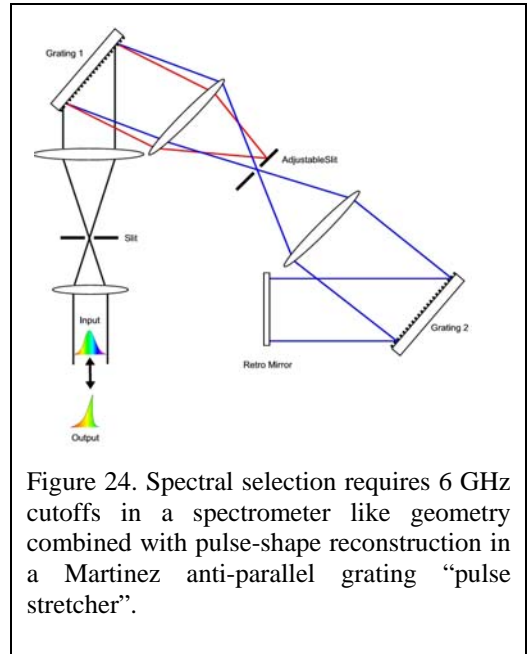 Grating 1
AdjustableSlit
Slit
Input
Grating 2
Retro Mirror
Output
Figure 24. Spectral selection requires 6 GHz
cutoffs in a spectrometer like geometry
combined with pulse-shape reconstruction in
a Martinez anti-parallel grating “pulse
stretcher”.